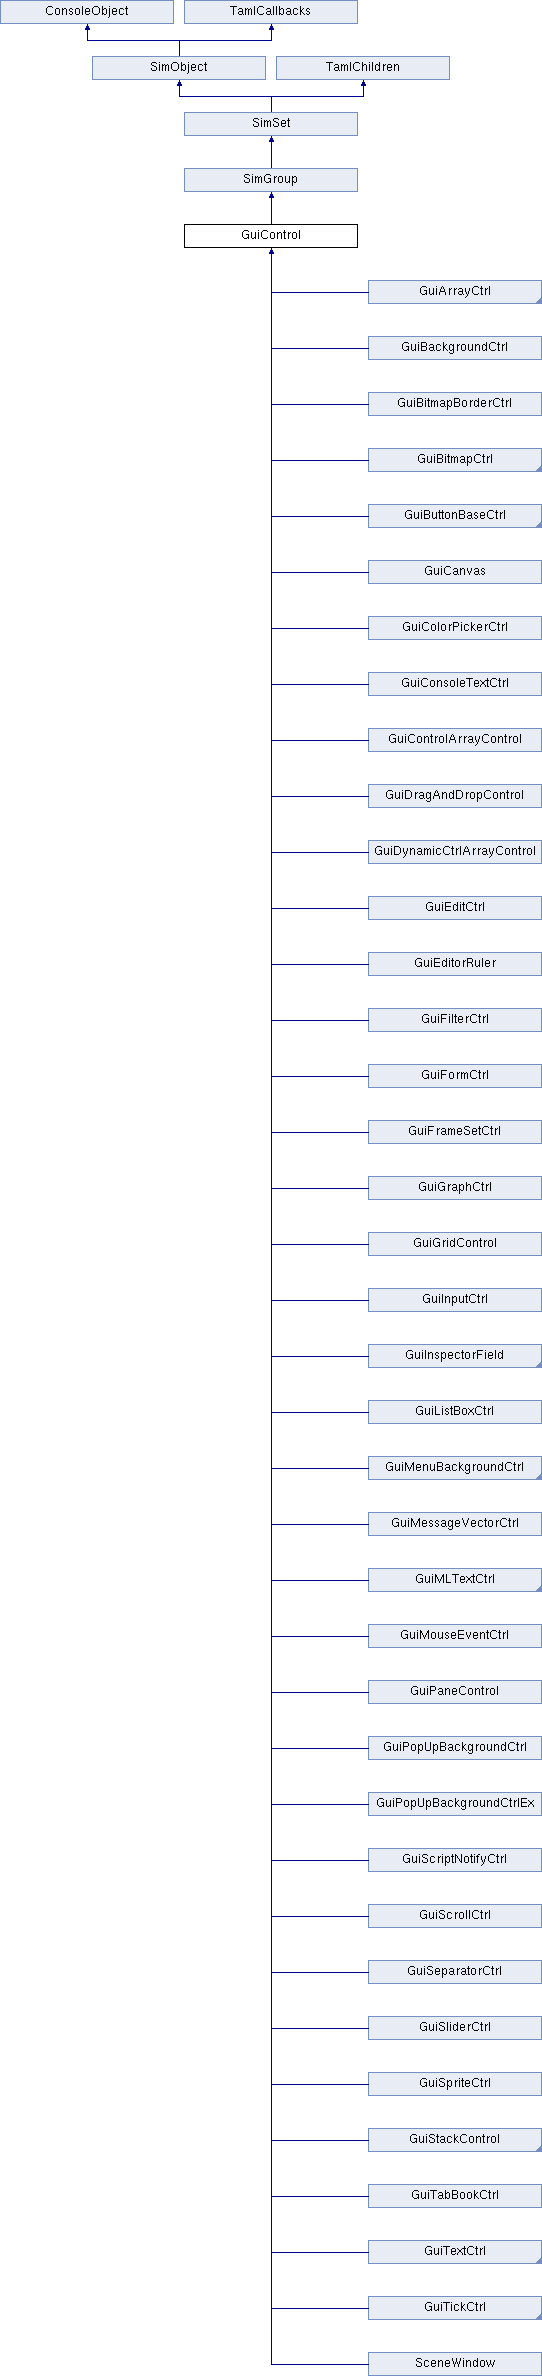 ConsoleObject
TamlCallbacks
SimObject
TamlChildren
SimSet
SimGroup
GuiControl
GuiArrayCtrl
GuiBackgroundCtrl
GuiBitmapBorderCtrl
GuiBitmapCtrl
GuiButtonBaseCtrl
GuiCanvas
GuiColorPickerCtrl
GuiConsoleTextCtrl
GuiControlArrayControl
GuiDragAndDropControl
GuiDynamicCtrlArrayControl
GuiEditCtrl
GuiEditorRuler
GuiFilterCtrl
GuiFormCtrl
GuiFrameSetCtrl
GuiGraphCtrl
GuiGridControl
GuiInputCtrl
GuiInspectorField
GuiListBoxCtrl
GuiMenuBackgroundCtrl
GuiMessageVectorCtrl
GuiMLTextCtrl
GuiMouseEventCtrl
GuiPaneControl
GuiPopUpBackgroundCtrl
GuiPopUpBackgroundCtrlEx
GuiScriptNotifyCtrl
GuiScrollCtrl
GuiSeparatorCtrl
GuiSliderCtrl
GuiSpriteCtrl
GuiStackControl
GuiTabBookCtrl
GuiTextCtrl
GuiTickCtrl
SceneWindow